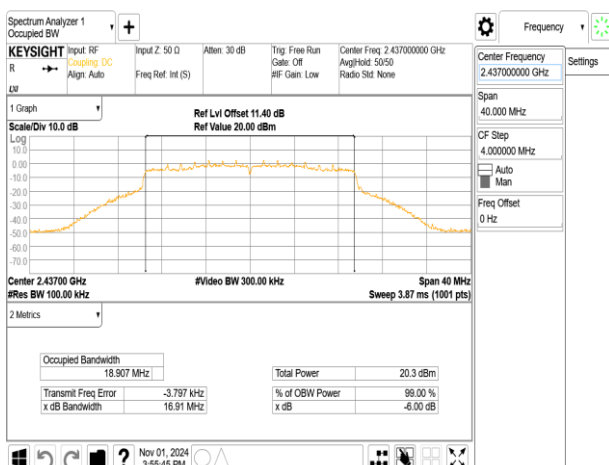 Spectrum Analyzer 1
Occupied BW
Frequency
KEYSIGHT Input: RF Input Z: 50 Ω Atten: 30 dB Trig: Free Run Center Freq: 2.437000000 GHz
R Coupling: DC Gate: Off Avg|Hold: 50/50
Align: Auto Freq Ref: Int (S) #IF Gain: Low Radio Std: None
LXI
Center Frequency
2.437000000 GHz
Settings
Span
40.000 MHz
CF Step
4.000000 MHz
Auto
Man
Freq Offset
0 Hz
1 Graph
Ref Lvl Offset 11.40 dB
Scale/Div 10.0 dB Ref Value 20.00 dBm
Log
10.0
0.00
-10.0
-20.0
-30.0
-40.0
-50.0
-60.0
-70.0
Center 2.43700 GHz #Video BW 300.00 kHz Span 40 MHz
#Res BW 100.00 kHz Sweep 3.87 ms (1001 pts)
2 Metrics
Occupied Bandwidth
18.907 MHz Total Power 20.3 dBm
Transmit Freq Error -3.797 kHz % of OBW Power 99.00 %
x dB Bandwidth 16.91 MHz x dB -6.00 dB
? Nov 01, 2024
3:55:45 PM